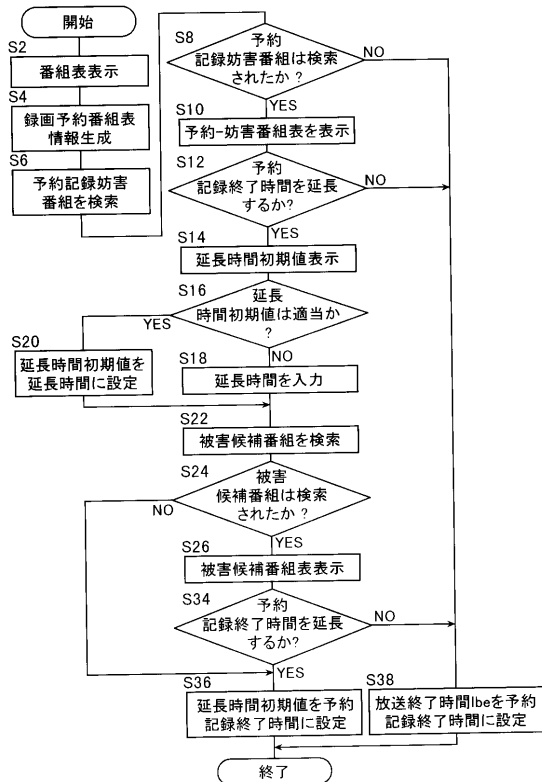 開始
S2
番組表表示
S4
録画予約番組表
情報生成
S6
予約記録妨害
番組を検索
S8
予約
記録妨害番組は検索
されたか?
NO
YES
S10
予約-妨害番組表を表示
S12
予約
記録終了時間を延長
するか?
NO
YES
S14
延長時間初期値表示
S16
延長
時間初期値は適当か
?
YES
NO
S20
延長時間初期値を
延長時間に設定
S18
延長時間を入力
S22
被害候補番組を検索
S24
被害
候補番組は検索
されたか?
NO
YES
S26
被害候補番組表表示
S34
予約
記録終了時間を延長
するか?
NO
YES
S36
延長時間初期値を予約
記録終了時間に設定
S38
放送終了時間Ibeを予約
記録終了時間に設定
終了